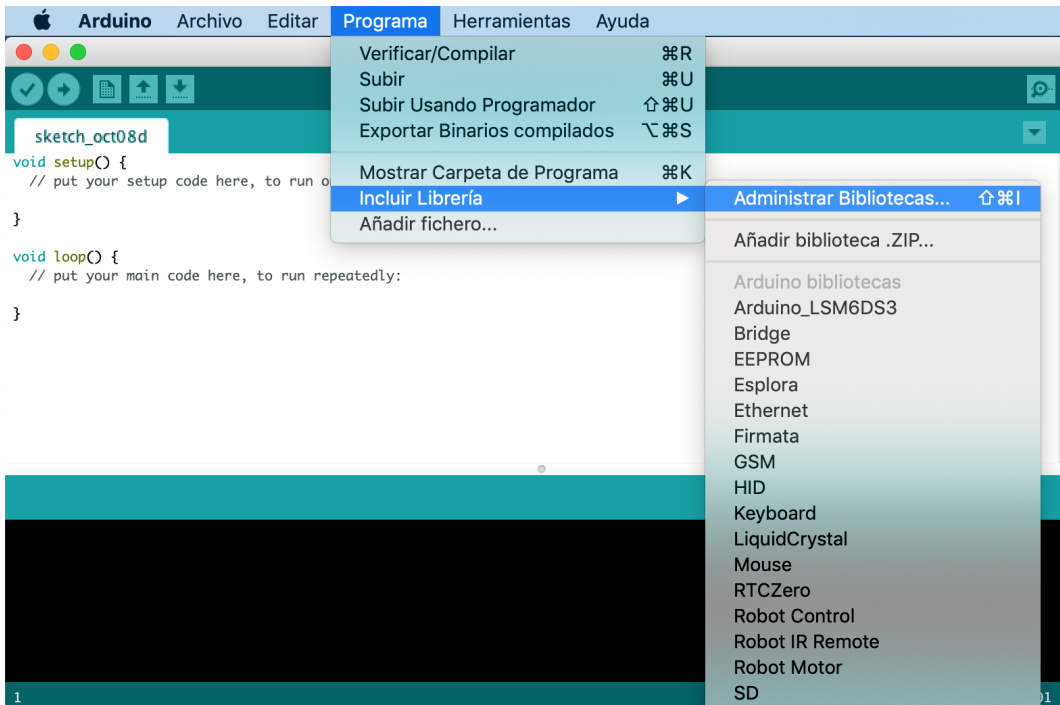 Arduino Archivo Editar Programa Herramientas Ayuda
Verificar/Compilar ⌘R
Subir ⌘U
Subir Usando Programador ⇧⌘U
Exportar Binarios compilados ⌥⌘S
Mostrar Carpeta de Programa ⌘K
Incluir Librería ▶
Añadir fichero...
Administrar Bibliotecas... ⇧⌘I
Añadir biblioteca .ZIP...
Arduino bibliotecas
Arduino_LSM6DS3
Bridge
EEPROM
Esplora
Ethernet
Firmata
GSM
HID
Keyboard
LiquidCrystal
Mouse
RTCZero
Robot Control
Robot IR Remote
Robot Motor
SD
sketch_oct08d
void setup() {
// put your setup code here, to run
}
void loop() {
// put your main code here, to run repeatedly:
}
1